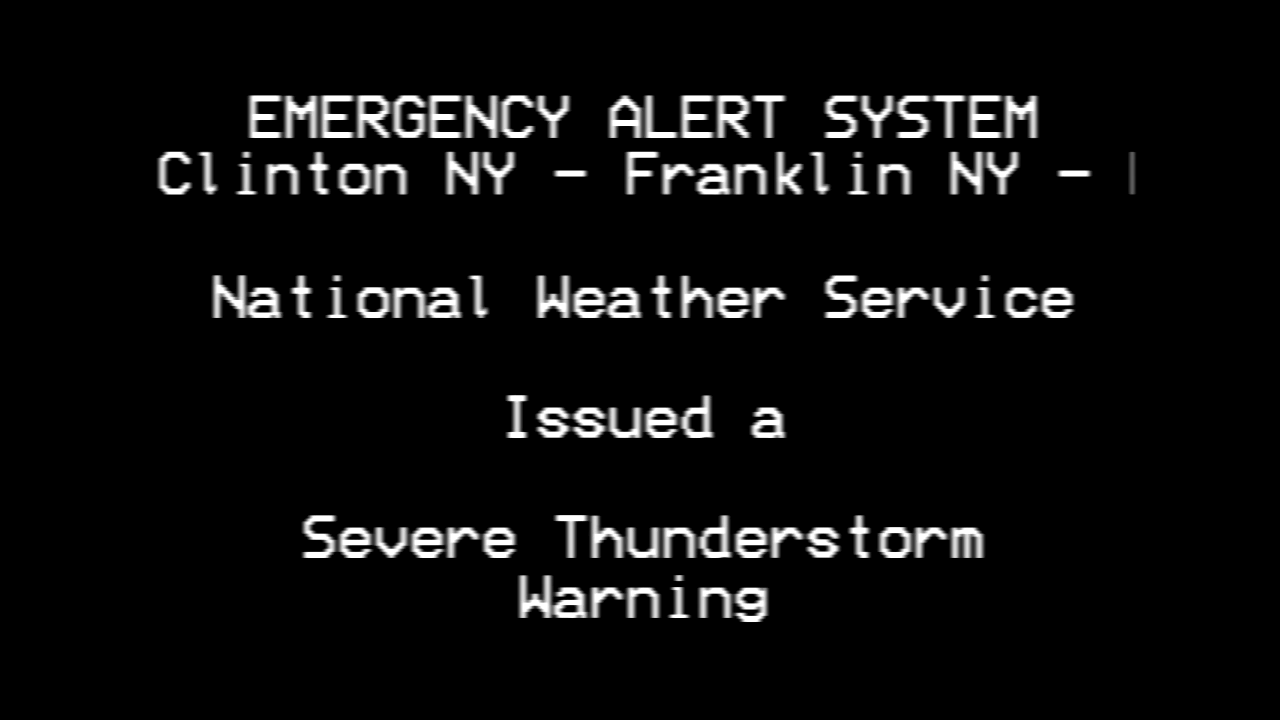 EMERGENCY ALERT SYSTEM
Clinton NY - Franklin NY -
National Weather Service
Issued a
Severe Thunderstorm
Warning